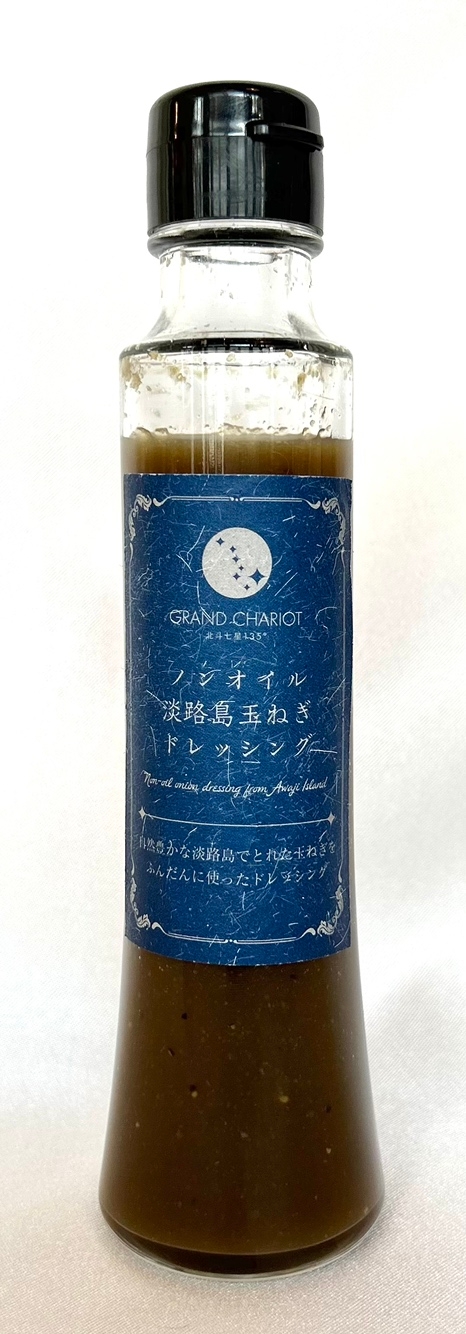 GRAND CHARIOT
北斗七星135°
ノンオイル
淡路島玉ねぎ
ドレッシング
Non-oil onion dressing from Awaji Island
自然豊かな淡路島でとれた玉ねぎを
ふんだんに使ったドレッシング